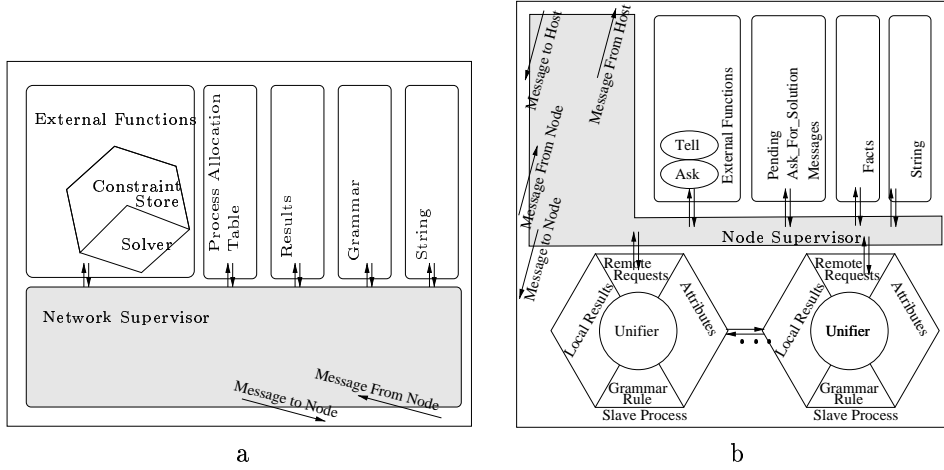 External Functions
Constraint
Store
Solver
Process Allocation
Table
Results
Grammar
String
Network Supervisor
Message to Node
Message From Node
a
Message to Host
Message From Host
Message From Node
Message to Node
Tell
Ask
External Functions
Pending
Ask_For_Solution
Messages
Facts
String
Node Supervisor
Remote
Requests
Local Results
Attributes
Unifier
Grammar
Rule
Slave Process
Remote
Requests
Local Results
Attributes
Unifier
Grammar
Rule
Slave Process
b